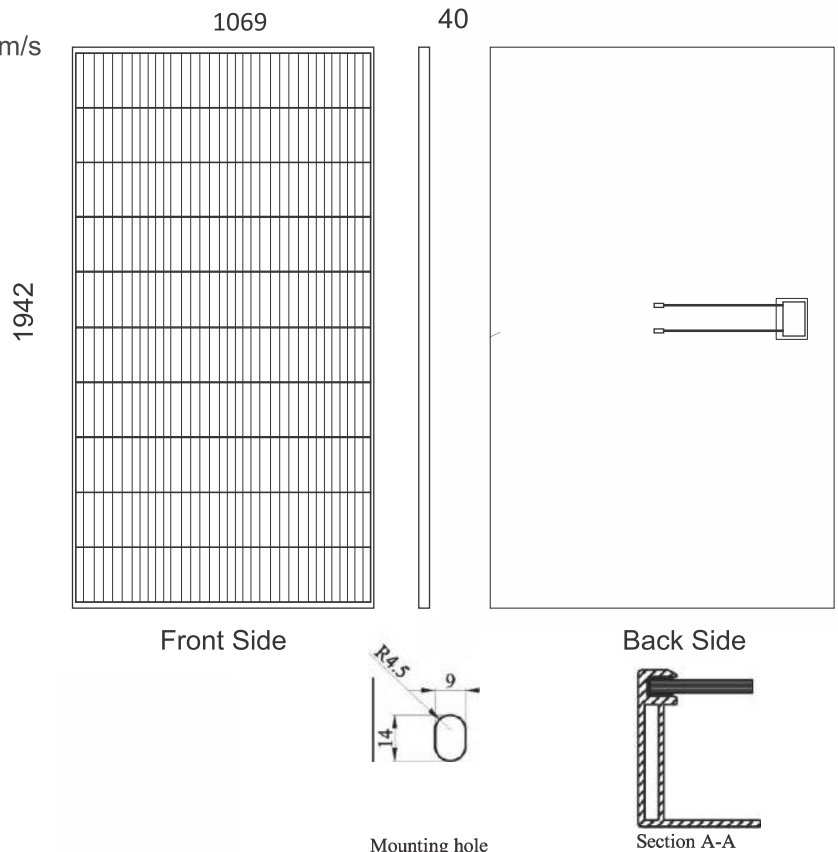 1069
40
m/s
1942
Front Side
Back Side
R4.5
9
14
Mounting hole
Section A-A